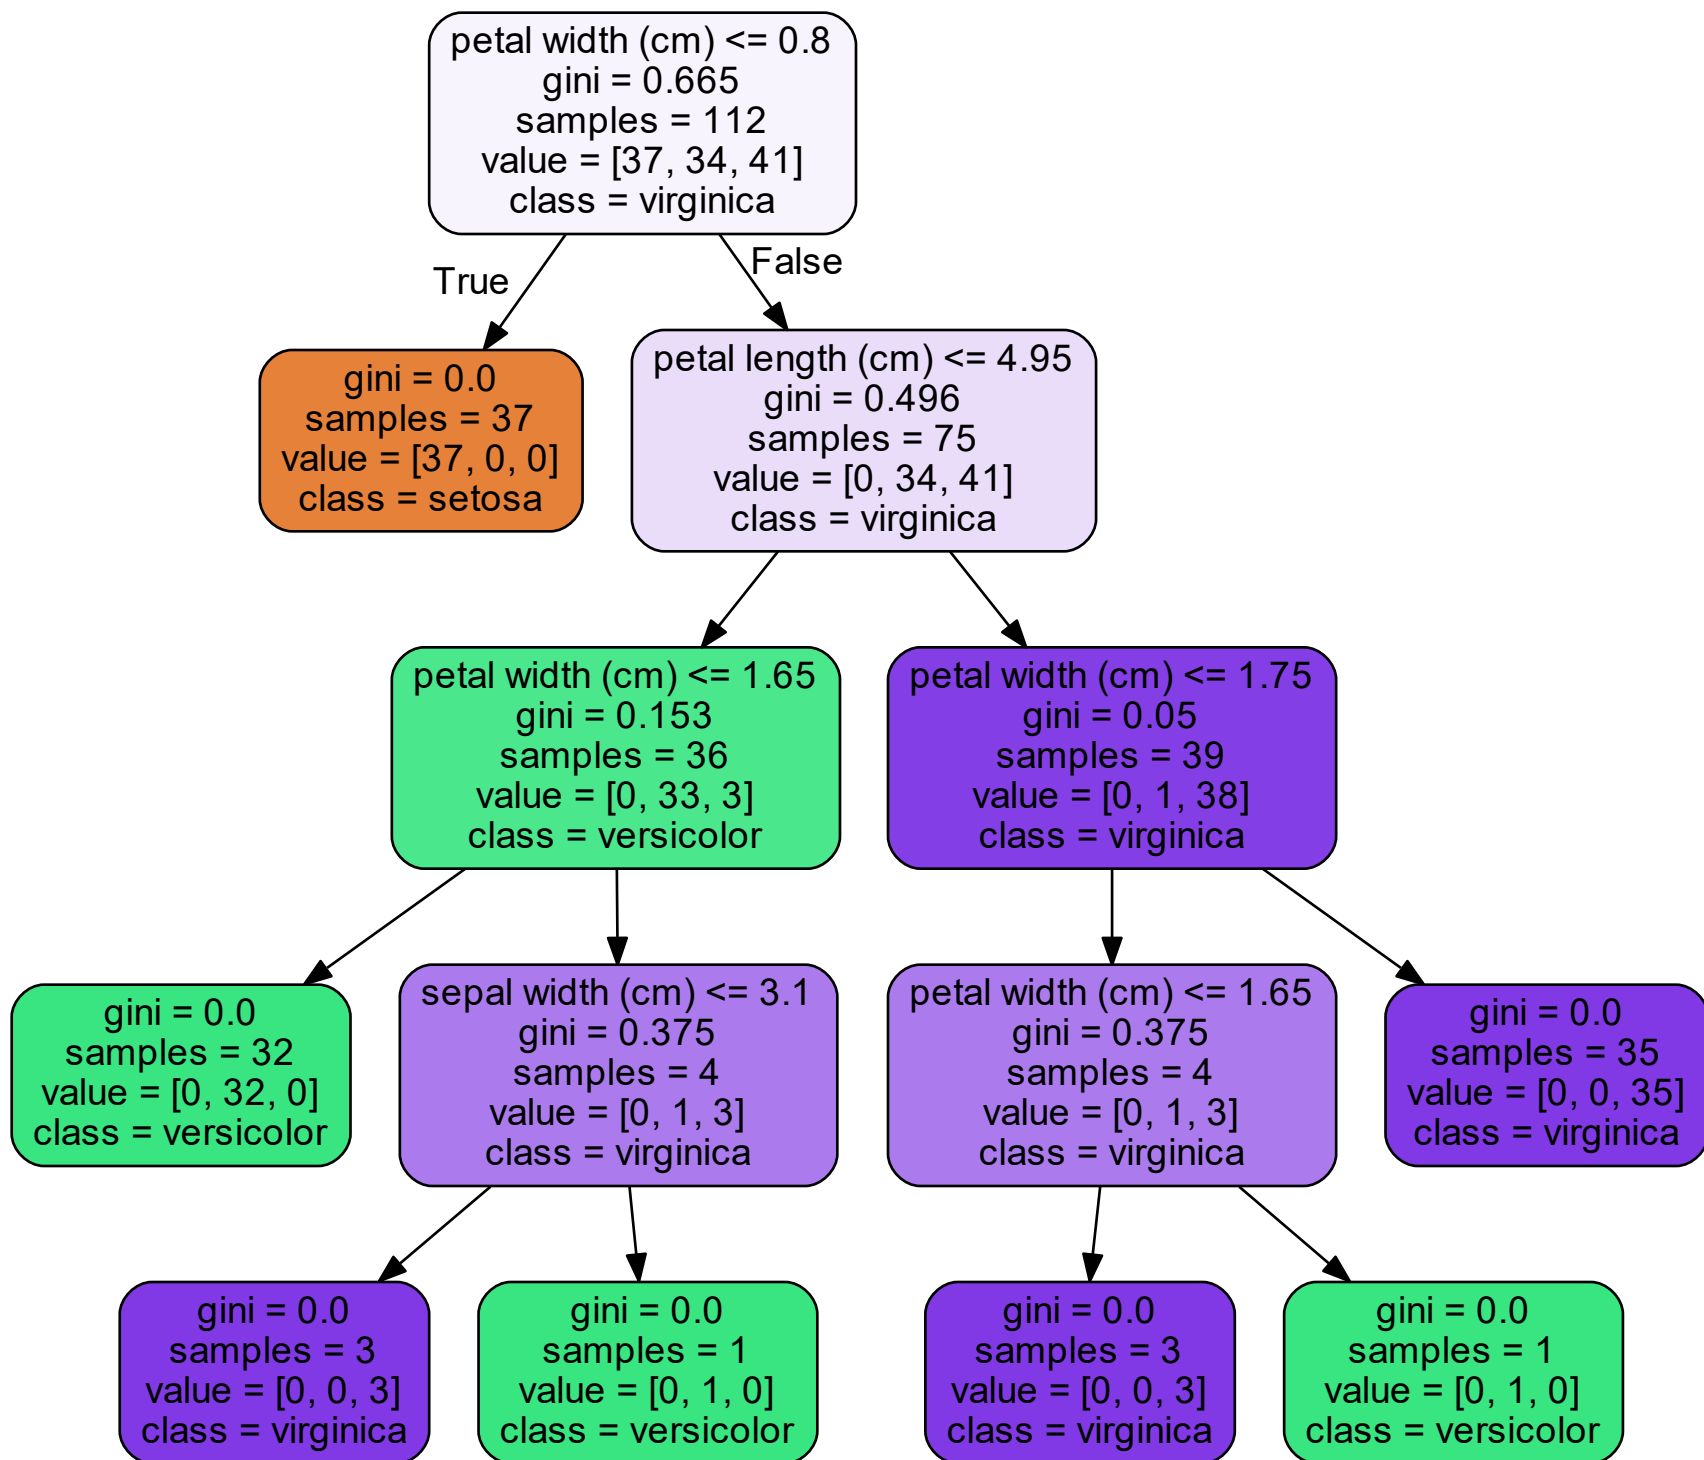 petal width (cm) <= 0.8
gini = 0.665
samples = 112
value = [37, 34, 41]
class = virginica
True
False
gini = 0.0
samples = 37
value = [37, 0, 0]
class = setosa
petal length (cm) <= 4.95
gini = 0.496
samples = 75
value = [0, 34, 41]
class = virginica
petal width (cm) <= 1.65
gini = 0.153
samples = 36
value = [0, 33, 3]
class = versicolor
petal width (cm) <= 1.75
gini = 0.05
samples = 39
value = [0, 1, 38]
class = virginica
gini = 0.0
samples = 32
value = [0, 32, 0]
class = versicolor
sepal width (cm) <= 3.1
gini = 0.375
samples = 4
value = [0, 1, 3]
class = virginica
petal width (cm) <= 1.65
gini = 0.375
samples = 4
value = [0, 1, 3]
class = virginica
gini = 0.0
samples = 35
value = [0, 0, 35]
class = virginica
gini = 0.0
samples = 3
value = [0, 0, 3]
class = virginica
gini = 0.0
samples = 1
value = [0, 1, 0]
class = versicolor
gini = 0.0
samples = 3
value = [0, 0, 3]
class = virginica
gini = 0.0
samples = 1
value = [0, 1, 0]
class = versicolor